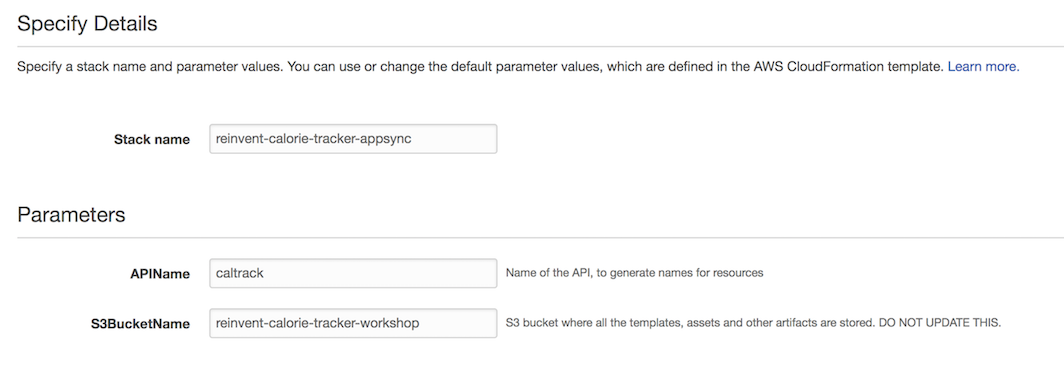 Specify Details
Specify a stack name and parameter values. You can use or change the default parameter values, which are defined in the AWS CloudFormation template. Learn more.
Stack name reinvent-calorie-tracker-appsync
Parameters
APIName caltrack Name of the API, to generate names for resources
S3BucketName reinvent-calorie-tracker-workshop S3 bucket where all the templates, assets and other artifacts are stored. DO NOT UPDATE THIS.